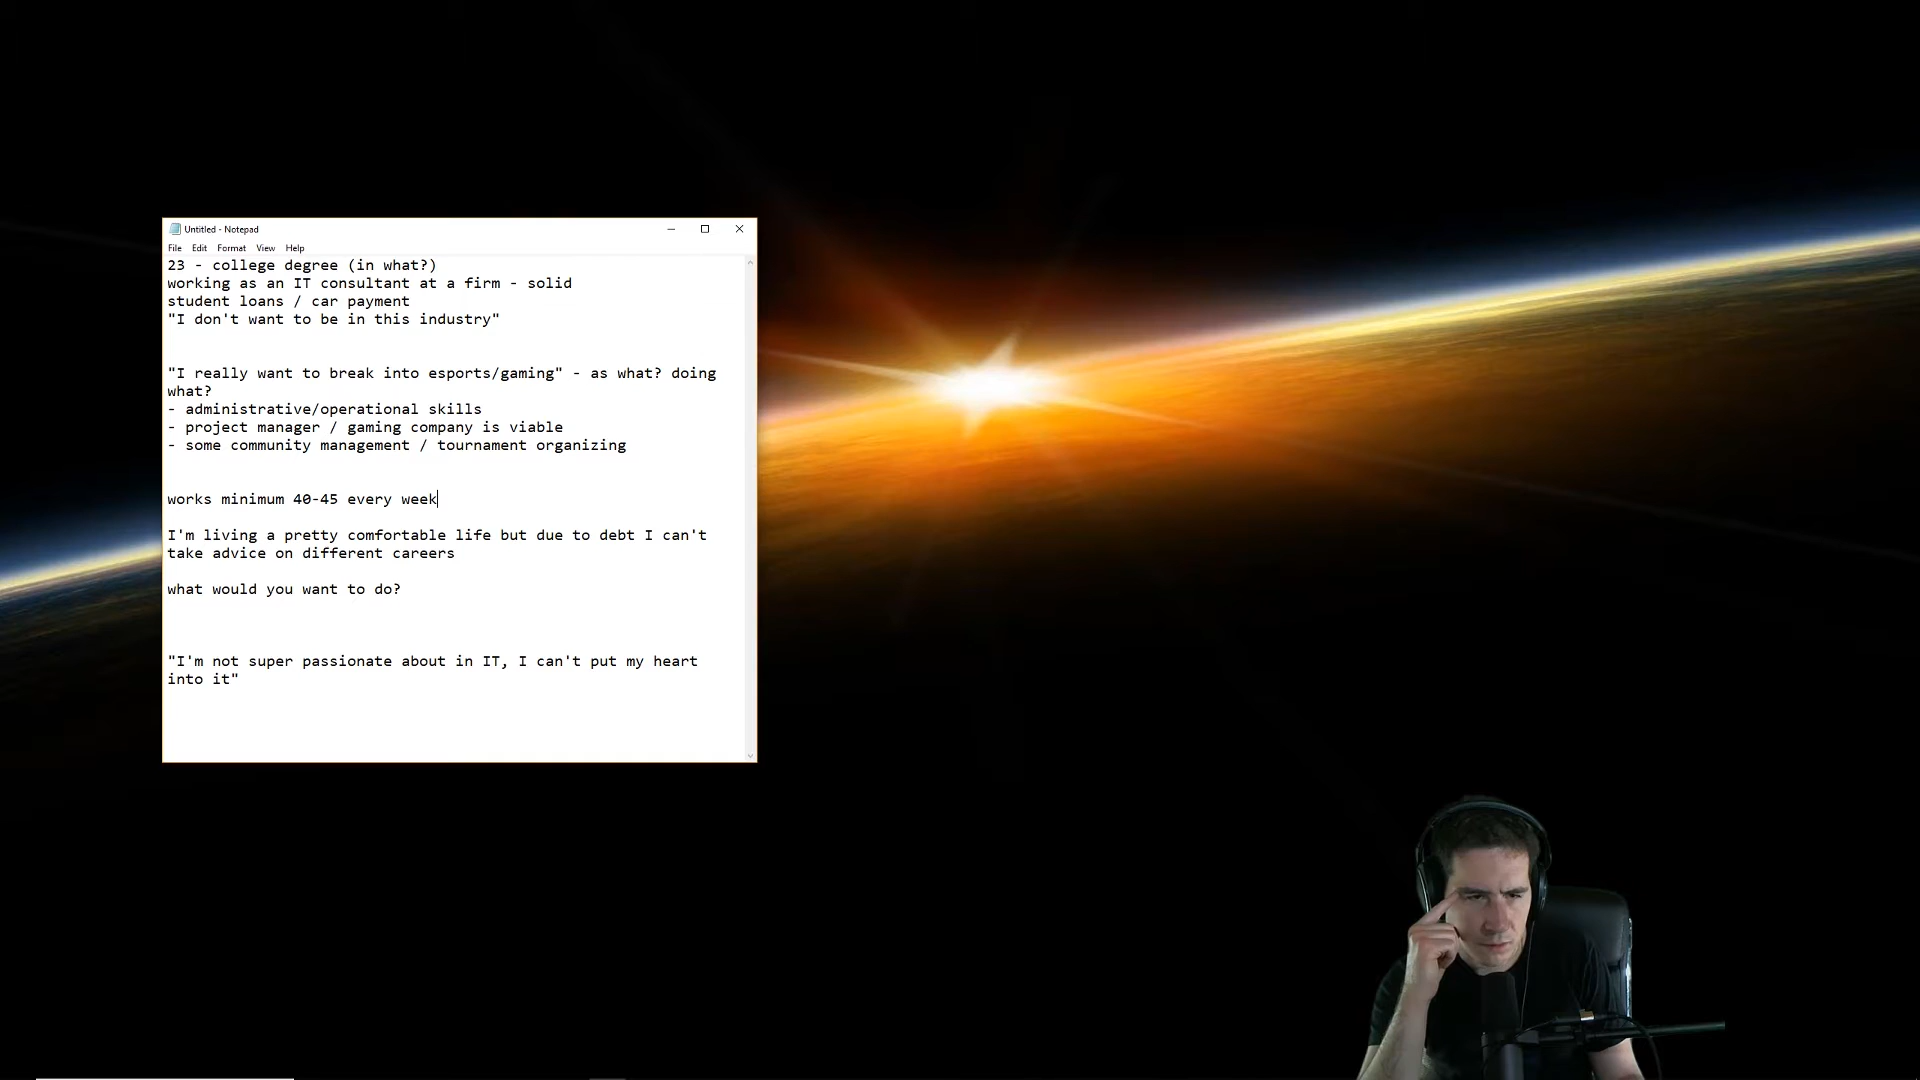 Untitled - Notepad
File Edit Format View Help
23 - college degree (in what?)
working as an IT consultant at a firm - solid
student loans / car payment
"I don't want to be in this industry"
"I really want to break into esports/gaming" - as what? doing
what?
- administrative/operational skills
- project manager / gaming company is viable
- some community management / tournament organizing
works minimum 40-45 every week
I'm living a pretty comfortable life but due to debt I can't
take advice on different careers
what would you want to do?
"I'm not super passionate about in IT, I can't put my heart
into it"